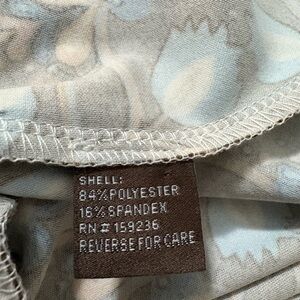 SHELL:
84% POLYESTER
16% SPANDEX
RN # 159236
REVERSE FOR CARE